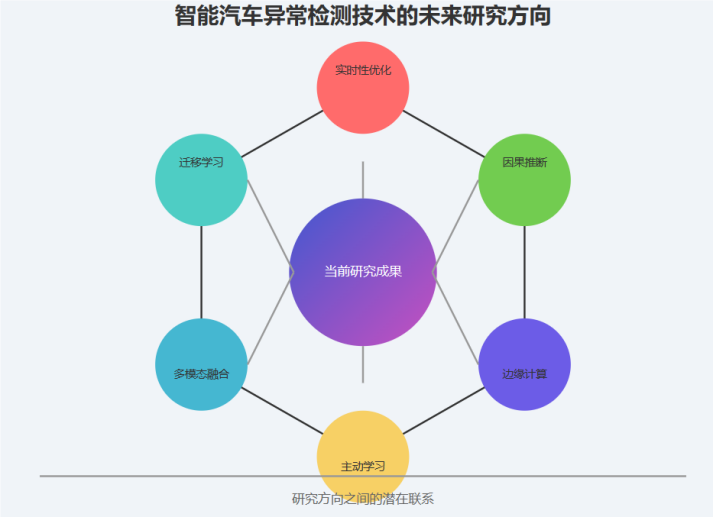 智能汽车异常检测技术的未来研究方向
实时性优化
迁移学习
因果推断
当前研究成果
多模态融合
边缘计算
主动学习
研究方向之间的潜在联系